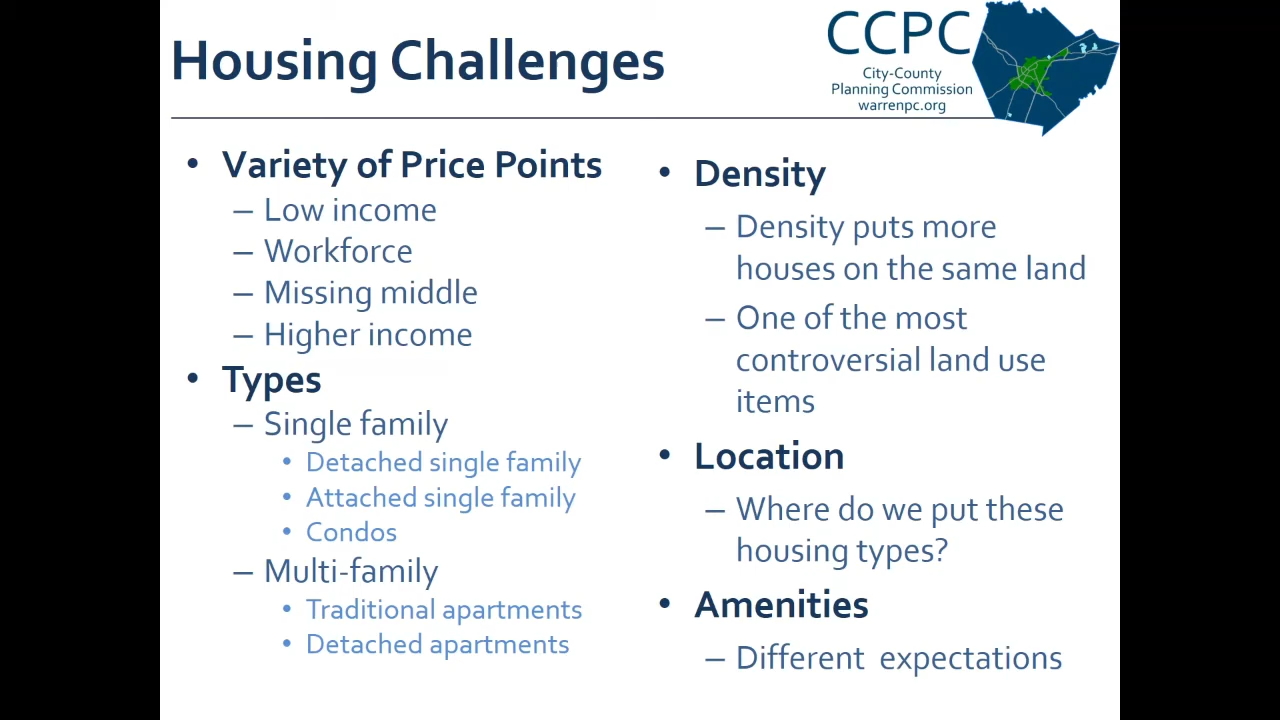 Housing Challenges
CCPC
City-County
Planning Commission
warrenpc.org
• Variety of Price Points
– Low income
– Workforce
– Missing middle
– Higher income
• Types
– Single family
• Detached single family
• Attached single family
• Condos
– Multi-family
• Traditional apartments
• Detached apartments
• Density
– Density puts more
houses on the same land
– One of the most
controversial land use
items
• Location
– Where do we put these
housing types?
• Amenities
– Different  expectations